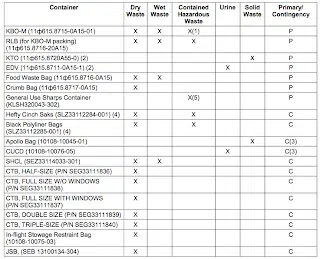 Container Dry Waste Wet Waste Contained Hazardous Waste Urine Solid Waste Primary/ Contingency
KBO-M (11ф615.8715-0A15-01) X X X(1) P
RLB (for KBO-M packing) X X X P
(11ф615.8716-20A15)
KTO (11ф615.8720A55-0) (2) X P
EDV (11ф615.8711-0A15-1) (2) X P
Food Waste Bag (11ф615.8716-0A15) X X P
Crumb Bag (11ф615.8717-0A15) X P
General Use Sharps Container X(5) P
(KLSH320043-302)
Hefty Cinch Saks (SLZ33112284-001) (4) X X C
Black Polyliner Bags X X C
(SLZ33112285-001) (4)
Apollo Bag (10108-10045-01) X C(3)
CUCD (10108-10076-05) X C(3)
SHCL (SEZ33114033-301) X X C
CTB, HALF-SIZE (P/N SEG33111836) X C
CTB, FULL SIZE W/O WINDOWS X C
(P/N SEG33111838)
CTB, FULL SIZE WITH WINDOWS X C
(P/N SEG33111837)
CTB, DOUBLE SIZE (P/N SEG33111839) X C
CTB, TRIPLE-SIZE (P/N SEG33111840) X C
In-flight Stowage Restraint Bag X C
(10108-10075-03)
JSB, (SEB 13100134-304) X C